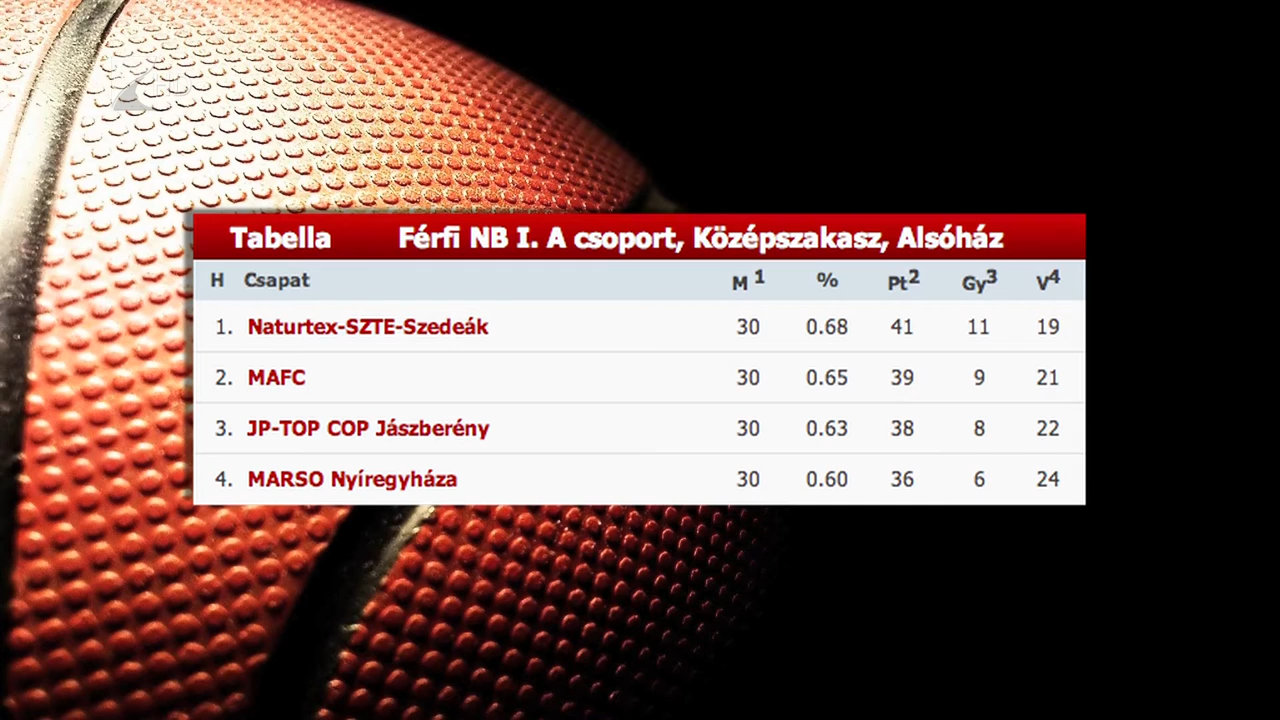 HD
Tabella Férfi NB I. A csoport, Középszakasz, Alsóház
H Csapat M 1 % Pt2 Gy3 V4
1. Naturtex-SZTE-Szedeák 30 0.68 41 11 19
2. MAFC 30 0.65 39 9 21
3. JP-TOP COP Jászberény 30 0.63 38 8 22
4. MARSO Nyíregyháza 30 0.60 36 6 24